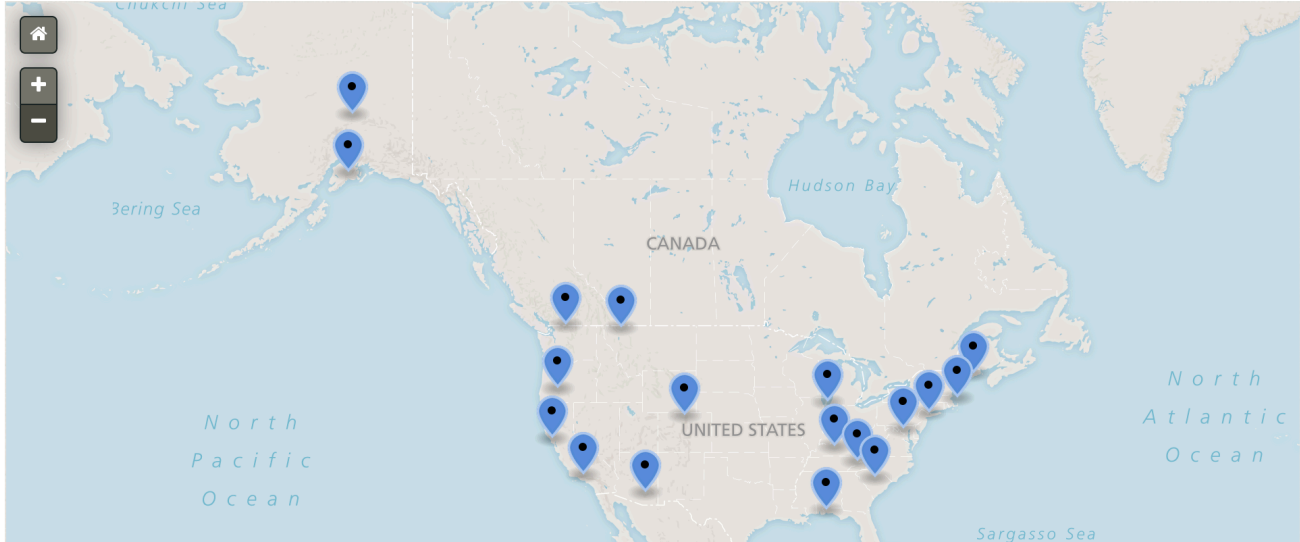 Chukchi Sea
+
−
Hudson Bay
Bering Sea
CANADA
North
Pacific
Ocean
UNITED STATES
North
Atlantic
Ocean
Sargasso Sea